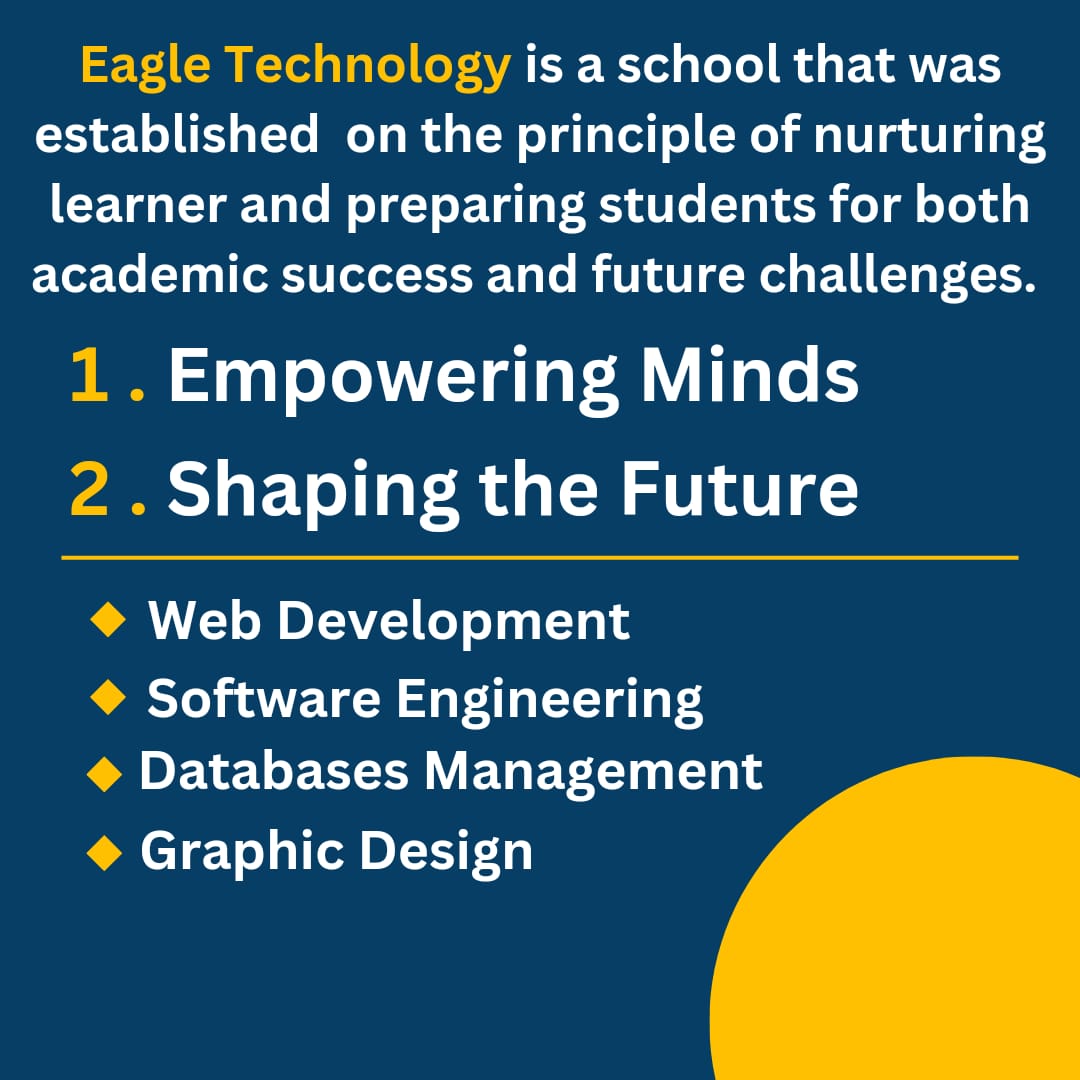 Eagle Technology is a school that was
established  on the principle of nurturing
learner and preparing students for both
academic success and future challenges.
1 . Empowering Minds
2 . Shaping the Future
Web Development
Software Engineering
Databases Management
Graphic Design